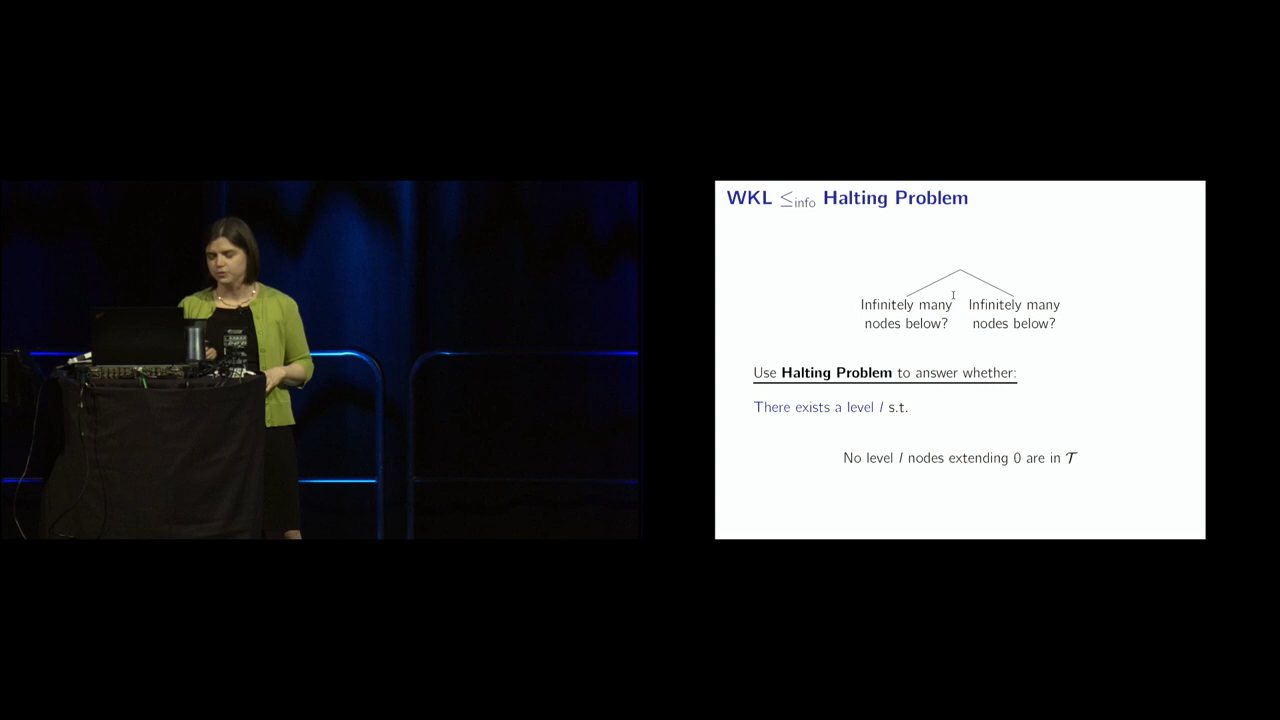 WKL ≤info Halting Problem
Infinitely many Infinitely many
nodes below? nodes below?
Use Halting Problem to answer whether:
There exists a level l s.t.
No level l nodes extending 0 are in 𝒯